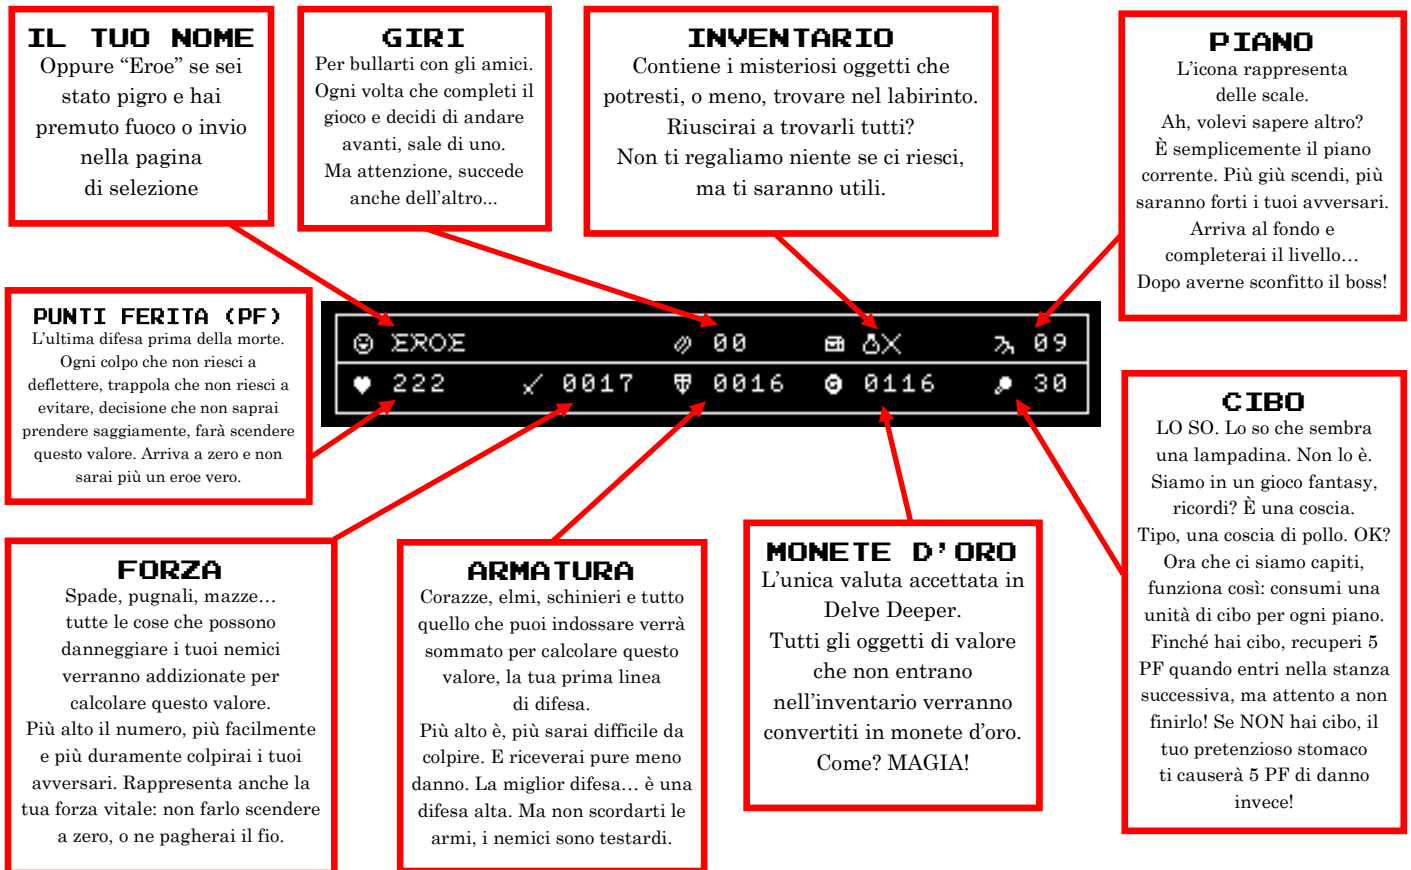 IL TUO NOME
Oppure “Eroe” se sei
stato pigro e hai
premuto fuoco o invio
nella pagina
di selezione
GIRI
Per bullarti con gli amici.
Ogni volta che completi il
gioco e decidi di andare
avanti, sale di uno.
Ma attenzione, succede
anche dell’altro...
INVENTARIO
Contiene i misteriosi oggetti che
potresti, o meno, trovare nel labirinto.
Riuscirai a trovarli tutti?
Non ti regaliamo niente se ci riesci,
ma ti saranno utili.
PIANO
L’icona rappresenta
delle scale.
Ah, volevi sapere altro?
È semplicemente il piano
corrente. Più giù scendi, più
saranno forti i tuoi avversari.
Arriva al fondo e
completerai il livello…
Dopo averne sconfitto il boss!
PUNTI FERITA (PF)
L’ultima difesa prima della morte.
Ogni colpo che non riesci a
deflettere, trappola che non riesci a
evitare, decisione che non saprai
prendere saggiamente, farà scendere
questo valore. Arriva a zero e non
sarai più un eroe vero.
EROE 00 09
222 0017 0016 0116 30
CIBO
LO SO. Lo so che sembra
una lampadina. Non lo è.
Siamo in un gioco fantasy,
ricordi? È una coscia.
Tipo, una coscia di pollo. OK?
Ora che ci siamo capiti,
funziona così: consumi una
unità di cibo per ogni piano.
Finché hai cibo, recuperi 5
PF quando entri nella stanza
successiva, ma attento a non
finirlo! Se NON hai cibo, il
tuo pretenzioso stomaco
ti causerà 5 PF di danno
invece!
FORZA
Spade, pugnali, mazze…
tutte le cose che possono
danneggiare i tuoi nemici
verranno addizionate per
calcolare questo valore.
Più alto il numero, più facilmente
e più duramente colpirai i tuoi
avversari. Rappresenta anche la
tua forza vitale: non farlo scendere
a zero, o ne pagherai il fio.
ARMATURA
Corazze, elmi, schinieri e tutto
quello che puoi indossare verrà
sommato per calcolare questo
valore, la tua prima linea
di difesa.
Più alto è, più sarai difficile da
colpire. E riceverai pure meno
danno. La miglior difesa… è una
difesa alta. Ma non scordarti le
armi, i nemici sono testardi.
MONETE D’ORO
L’unica valuta accettata in
Delve Deeper.
Tutti gli oggetti di valore
che non entrano
nell’inventario verranno
convertiti in monete d’oro.
Come? MAGIA!